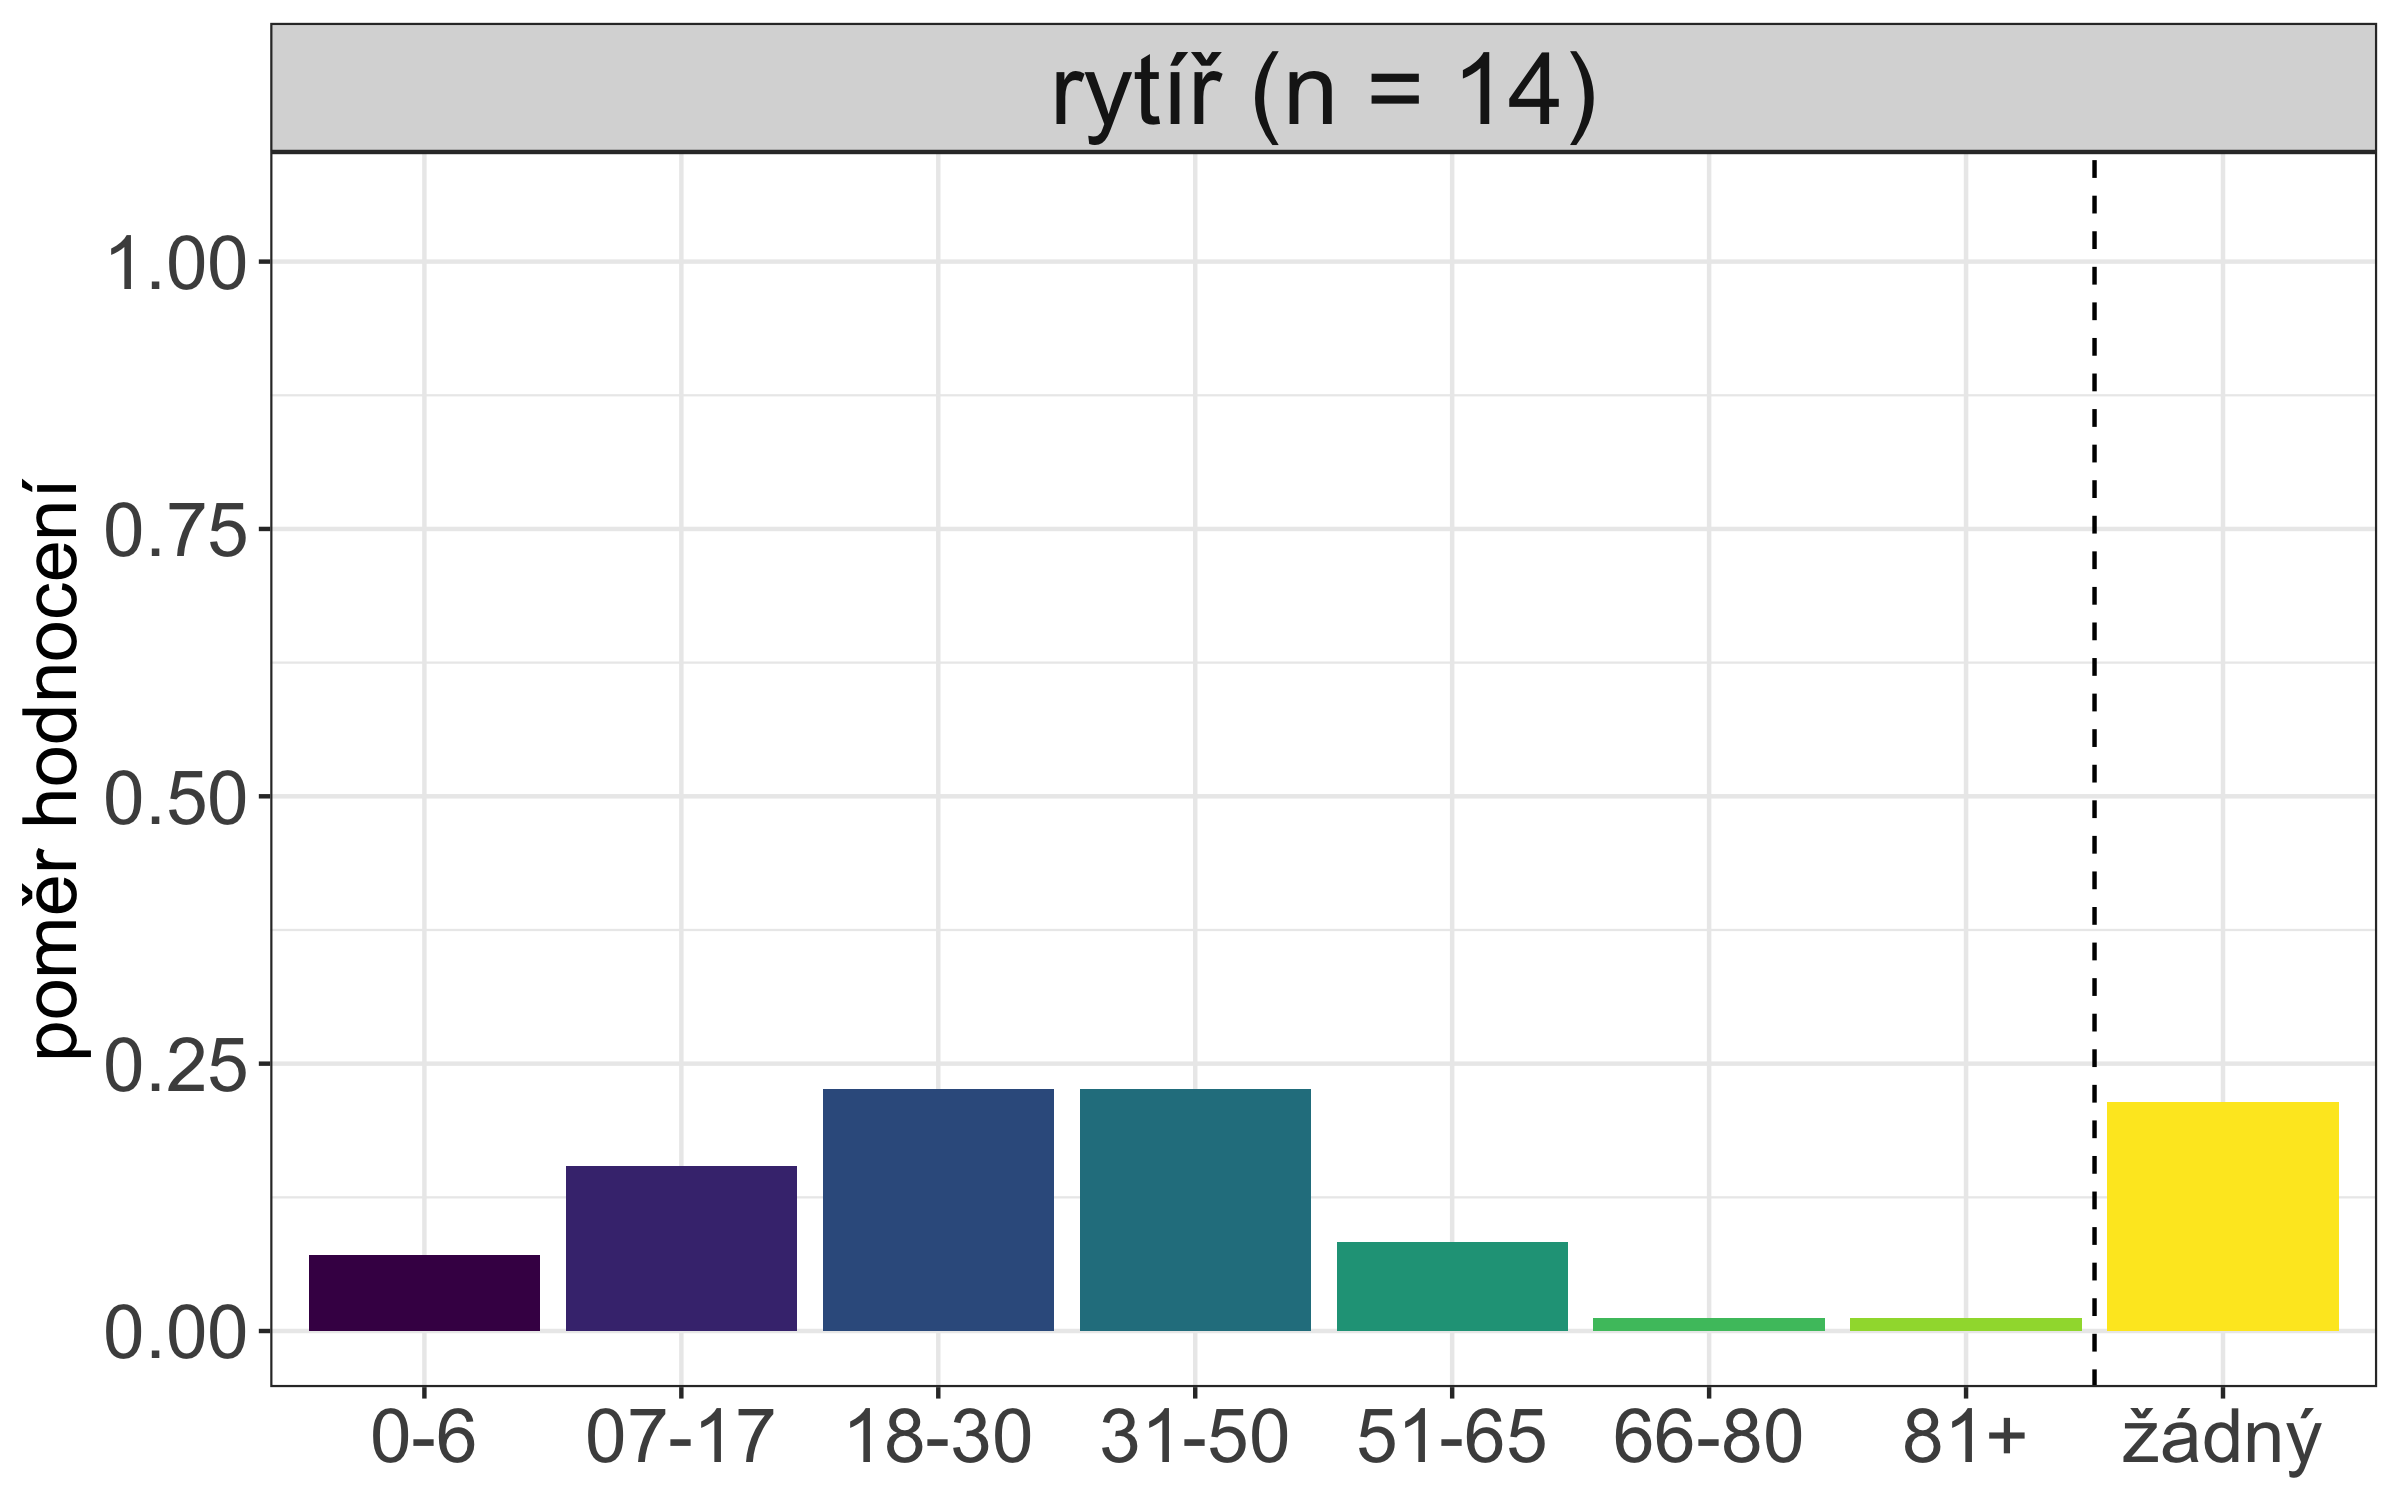 rytíř (n = 14)
poměr hodnocení
1.00
0.75
0.50
0.25
0.00
0-6 07-17 18-30 31-50 51-65 66-80 81+ žádný